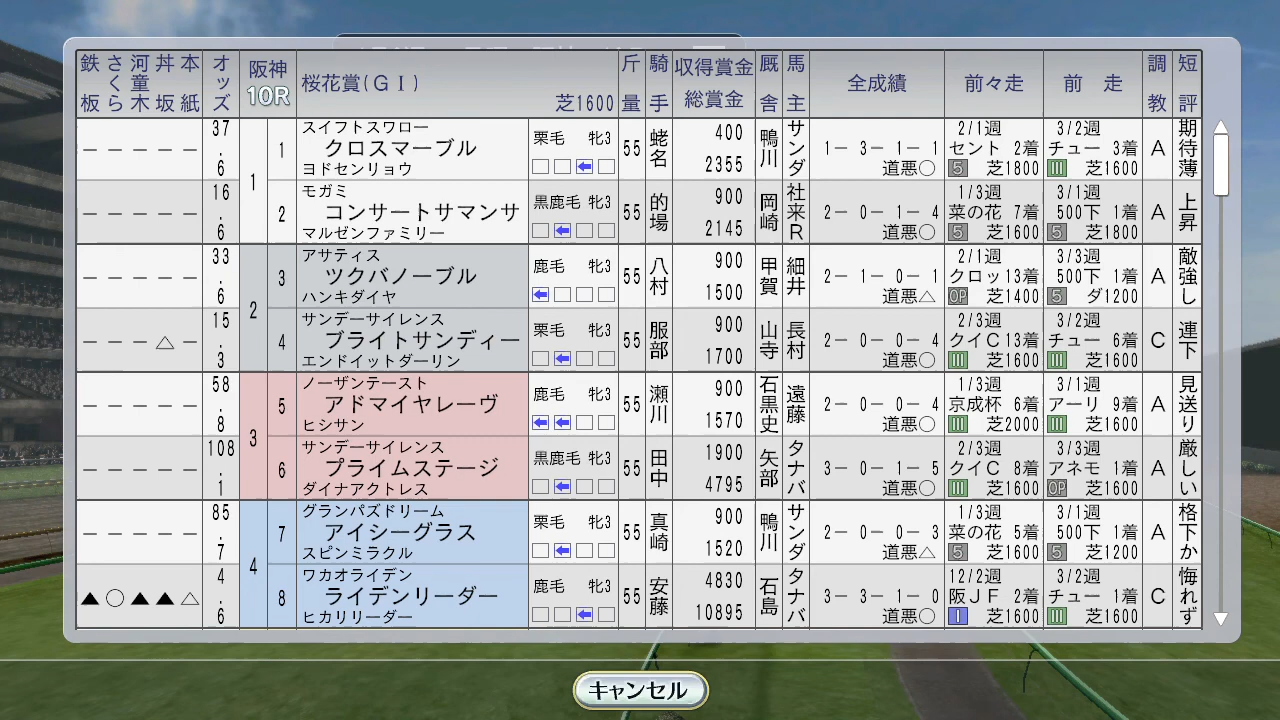 鉄板 さくら 河童木 丼坂 本紙 オッズ 阪神 10R 桜花賞(GⅠ) 芝1600 斤量 騎手 収得賞金 総賞金 厩舎 馬主 全成績 前々走 前 走 調教 短評
－ － － － － 37.6 1 1 スイフトスワロー クロスマーブル ヨドセンリョウ 栗毛 牝3 □□←□ 55 蛯名 400 2355 鴨川 サンダ 1－ 3－ 1－ 1 道悪○ 2/1週 セント 2着 5 芝1800 3/2週 チュー 3着 Ⅲ 芝1600 A 期待薄
－ － － － － 16.6 2 モガミ コンサートサマンサ マルゼンファミリー 黒鹿毛 牝3 □←□□ 55 的場 900 2145 岡崎 社来R 2－ 0－ 1－ 4 道悪○ 1/3週 菜の花 7着 5 芝1600 3/1週 500下 1着 5 芝1800 A 上昇
－ － － － － 33.6 2 3 アサティス ツクバノーブル ハンキダイヤ 鹿毛 牝3 ←□□□ 55 八村 900 1500 甲賀 細井 2－ 1－ 0－ 1 道悪△ 2/1週 クロッ 13着 OP 芝1400 3/3週 500下 1着 5 ダ1200 A 敵強し
－ － － △ － 15.3 4 サンデーサイレンス ブライトサンディー エンドイットダーリン 栗毛 牝3 □←□□ 55 服部 900 1700 山寺 長村 2－ 0－ 0－ 4 道悪○ 2/3週 クイC 13着 Ⅲ 芝1600 3/2週 チュー 6着 Ⅲ 芝1600 C 連下
－ － － － － 58.8 3 5 ノーザンテースト アドマイヤレーヴ ヒシサン 鹿毛 牝3 ←←□□ 55 瀬川 900 1570 石黒史 遠藤 2－ 0－ 0－ 4 道悪○ 1/3週 京成杯 6着 Ⅲ 芝2000 3/1週 アーリ 9着 Ⅲ 芝1600 A 見送り
－ － － － － 108.1 6 サンデーサイレンス プライムステージ ダイナアクトレス 黒鹿毛 牝3 □←□□ 55 田中 1900 4795 矢部 タナバ 3－ 0－ 1－ 5 道悪○ 2/3週 クイC 8着 Ⅲ 芝1600 3/3週 アネモ 1着 OP 芝1600 A 厳しい
－ － － － － 85.7 4 7 グランパズドリーム アイシーグラス スピンミラクル 栗毛 牝3 □←□□ 55 真崎 900 1520 鴨川 サンダ 2－ 0－ 0－ 3 道悪△ 1/3週 菜の花 5着 5 芝1600 3/1週 500下 1着 5 芝1200 A 格下か
▲ ○ ▲ ▲ △ 4.6 8 ワカオライデン ライデンリーダー ヒカリリーダー 鹿毛 牝3 □□←□ 55 安藤 4830 10895 石島 タナバ 3－ 3－ 1－ 0 道悪○ 12/2週 阪JF 2着 Ⅰ 芝1600 3/2週 チュー 1着 Ⅲ 芝1600 C 侮れず
キャンセル